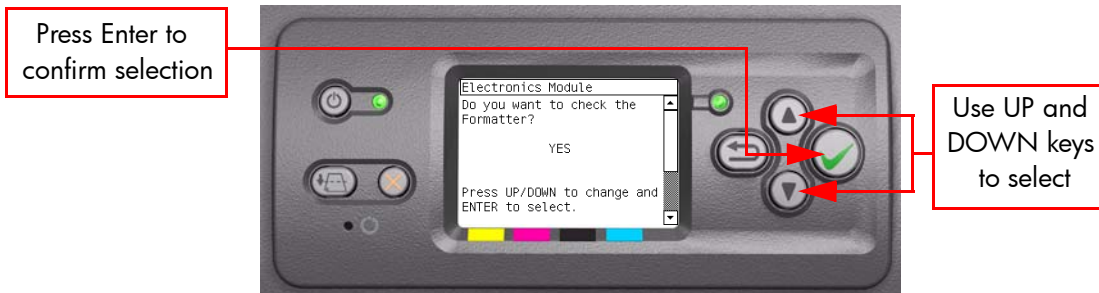 Press Enter to
confirm selection
Electronics Module
Do you want to check the
Formatter?
YES
Press UP/DOWN to change and
ENTER to select.
Use UP and
DOWN keys
to select